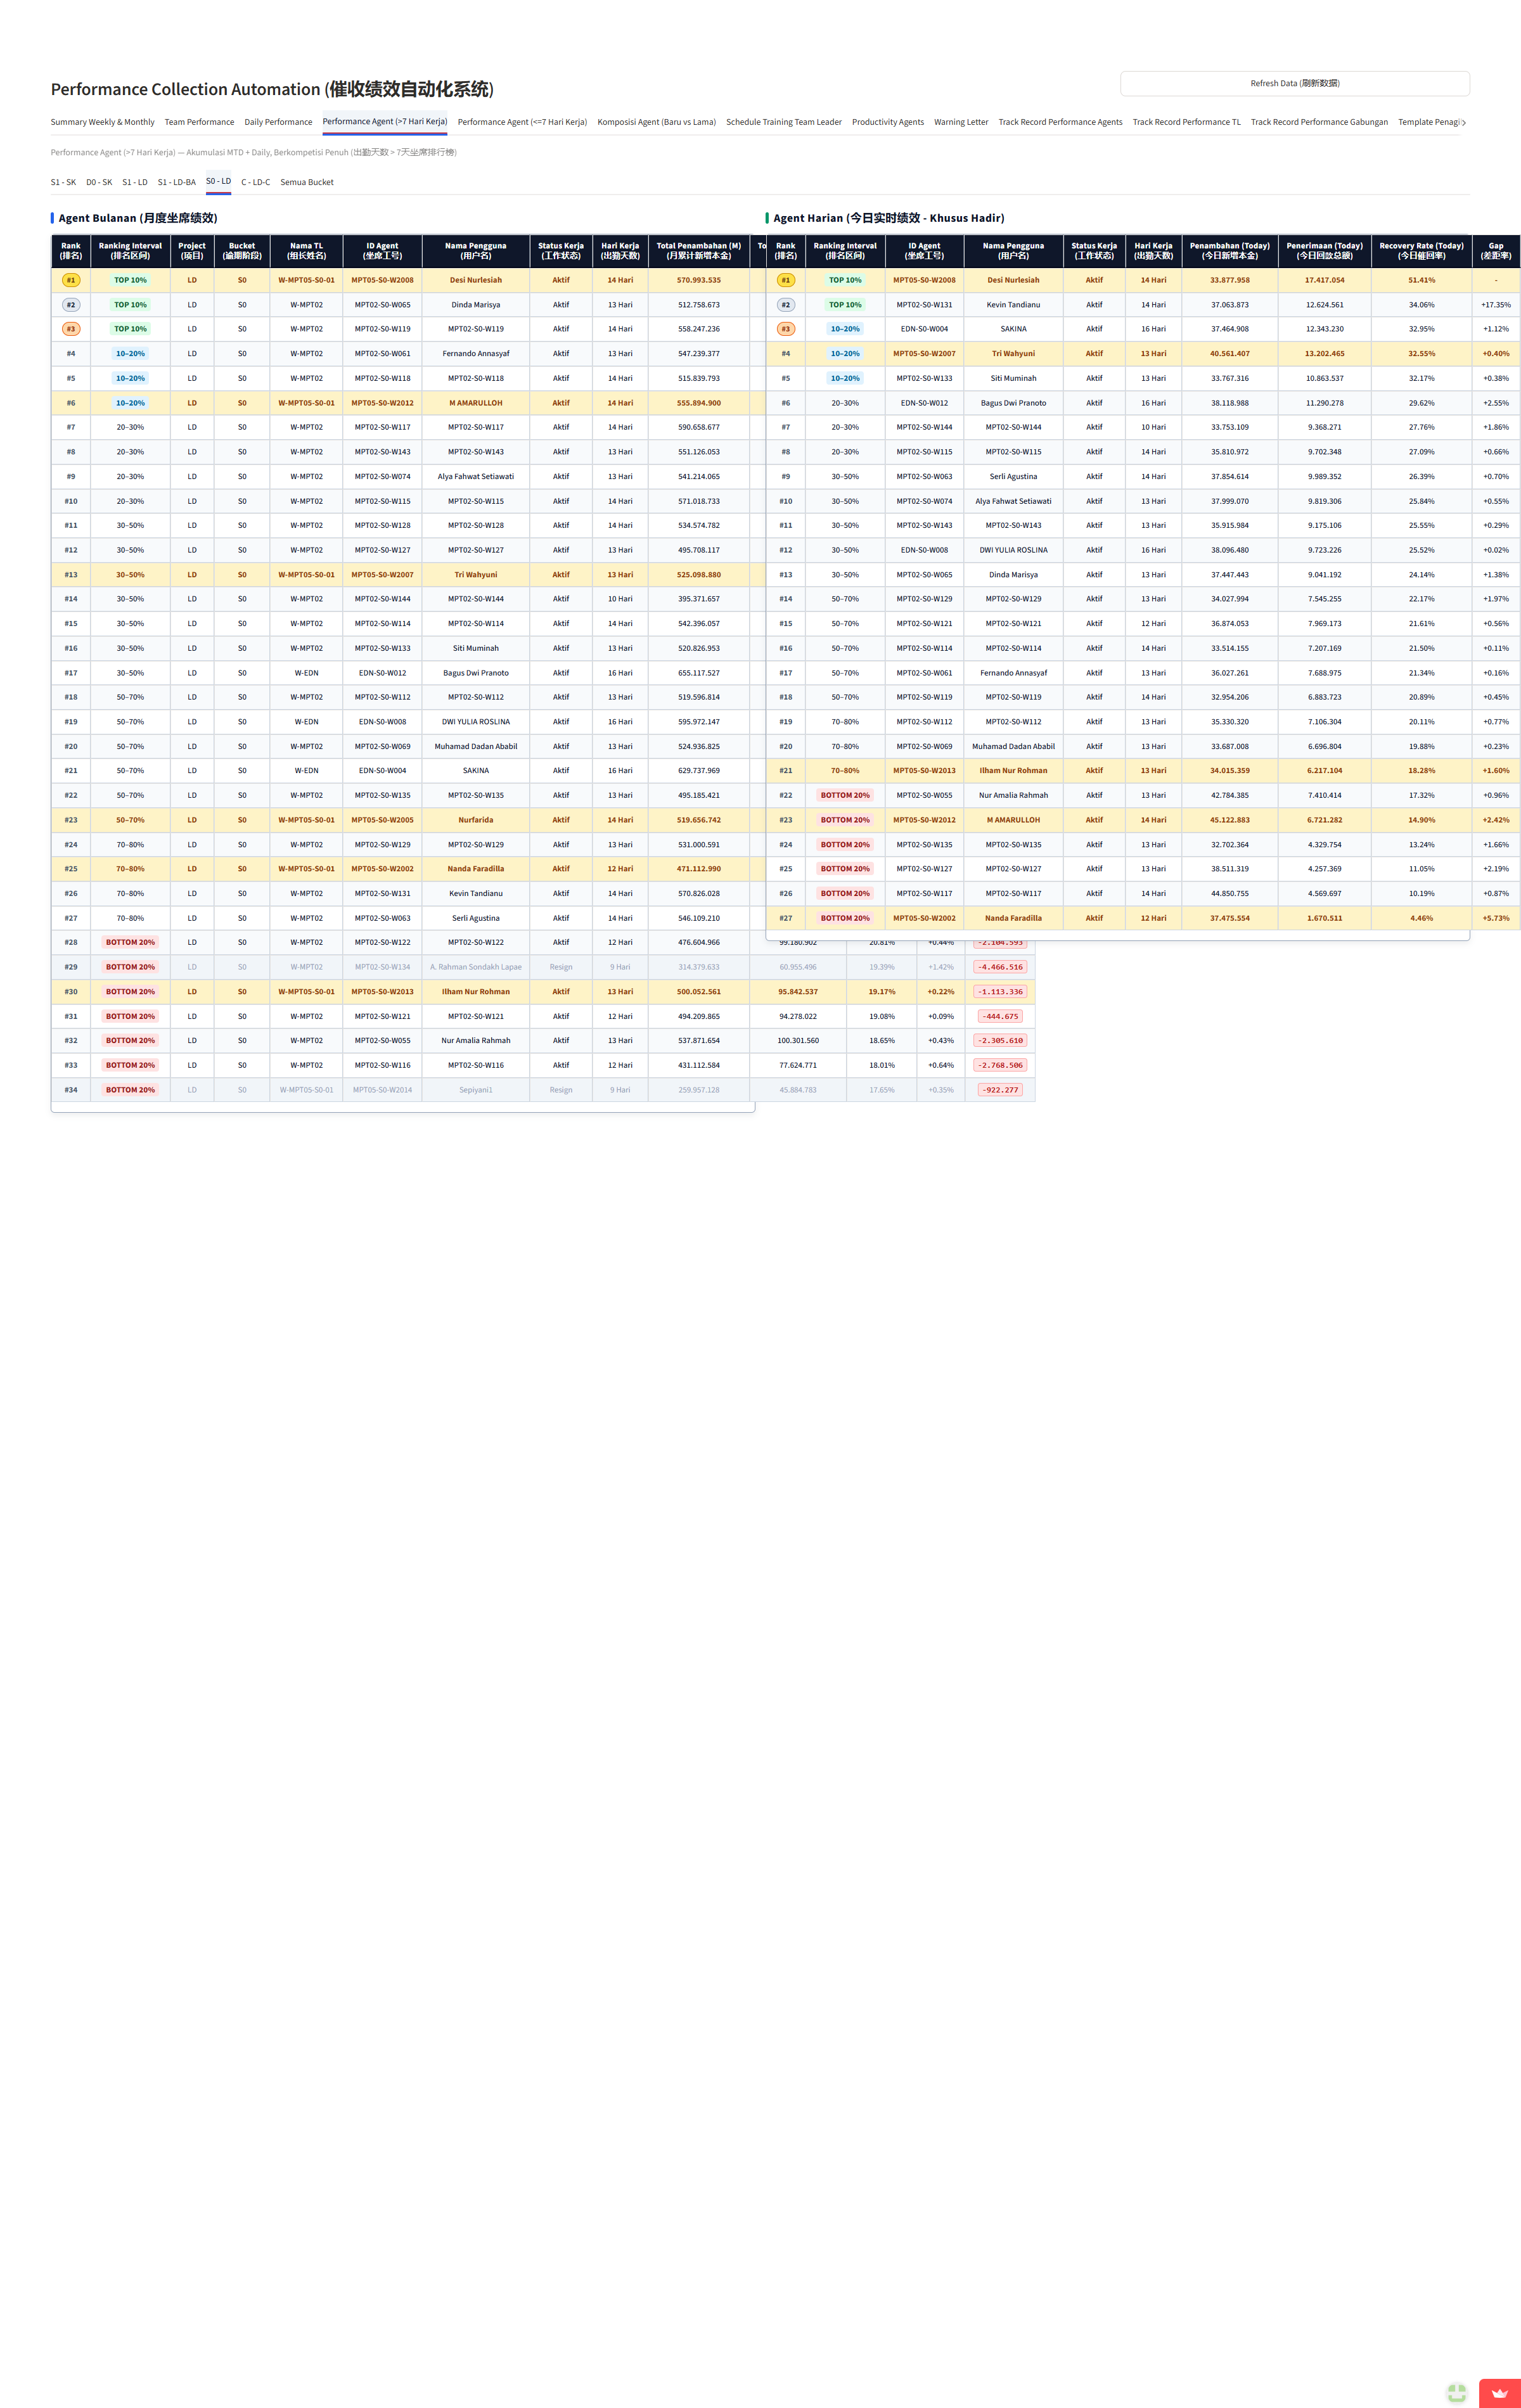 Performance Collection Automation (催收绩效自动化系统)
Refresh Data (刷新数据)
Summary Weekly & Monthly Team Performance Daily Performance Performance Agent (>7 Hari Kerja) Performance Agent (<=7 Hari Kerja) Komposisi Agent (Baru vs Lama) Schedule Training Team Leader Productivity Agents Warning Letter Track Record Performance Agents Track Record Performance TL Track Record Performance Gabungan Template Penagi
Performance Agent (>7 Hari Kerja) — Akumulasi MTD + Daily, Berkompetisi Penuh (出勤天数 > 7天坐席排行榜)
S1 - SK D0 - SK S1 - LD S1 - LD-BA S0 - LD C - LD-C Semua Bucket
Agent Bulanan (月度坐席绩效)
Rank Ranking Interval Project Bucket Nama TL ID Agent Nama Pengguna Status Kerja Hari Kerja Total Penambahan (M) To
(排名) (排名区间) (项目) (逾期阶段) (组长姓名) (坐席工号) (用户名) (工作状态) (出勤天数) (月累计新增本金)
#1 TOP 10% LD S0 W-MPT05-S0-01 MPT05-S0-W2008 Desi Nurlesiah Aktif 14 Hari 570.993.535
#2 TOP 10% LD S0 W-MPT02 MPT02-S0-W065 Dinda Marisya Aktif 13 Hari 512.758.673
#3 TOP 10% LD S0 W-MPT02 MPT02-S0-W119 MPT02-S0-W119 Aktif 14 Hari 558.247.236
#4 10–20% LD S0 W-MPT02 MPT02-S0-W061 Fernando Annasyaf Aktif 13 Hari 547.239.377
#5 10–20% LD S0 W-MPT02 MPT02-S0-W118 MPT02-S0-W118 Aktif 14 Hari 515.839.793
#6 10–20% LD S0 W-MPT05-S0-01 MPT05-S0-W2012 M AMARULLOH Aktif 14 Hari 555.894.900
#7 20–30% LD S0 W-MPT02 MPT02-S0-W117 MPT02-S0-W117 Aktif 14 Hari 590.658.677
#8 20–30% LD S0 W-MPT02 MPT02-S0-W143 MPT02-S0-W143 Aktif 13 Hari 551.126.053
#9 20–30% LD S0 W-MPT02 MPT02-S0-W074 Alya Fahwat Setiawati Aktif 13 Hari 541.214.065
#10 20–30% LD S0 W-MPT02 MPT02-S0-W115 MPT02-S0-W115 Aktif 14 Hari 571.018.733
#11 30–50% LD S0 W-MPT02 MPT02-S0-W128 MPT02-S0-W128 Aktif 14 Hari 534.574.782
#12 30–50% LD S0 W-MPT02 MPT02-S0-W127 MPT02-S0-W127 Aktif 13 Hari 495.708.117
#13 30–50% LD S0 W-MPT05-S0-01 MPT05-S0-W2007 Tri Wahyuni Aktif 13 Hari 525.098.880
#14 30–50% LD S0 W-MPT02 MPT02-S0-W144 MPT02-S0-W144 Aktif 10 Hari 395.371.657
#15 30–50% LD S0 W-MPT02 MPT02-S0-W114 MPT02-S0-W114 Aktif 14 Hari 542.396.057
#16 30–50% LD S0 W-MPT02 MPT02-S0-W133 Siti Muminah Aktif 13 Hari 520.826.953
#17 30–50% LD S0 W-EDN EDN-S0-W012 Bagus Dwi Pranoto Aktif 16 Hari 655.117.527
#18 50–70% LD S0 W-MPT02 MPT02-S0-W112 MPT02-S0-W112 Aktif 13 Hari 519.596.814
#19 50–70% LD S0 W-EDN EDN-S0-W008 DWI YULIA ROSLINA Aktif 16 Hari 595.972.147
#20 50–70% LD S0 W-MPT02 MPT02-S0-W069 Muhamad Dadan Ababil Aktif 13 Hari 524.936.825
#21 50–70% LD S0 W-EDN EDN-S0-W004 SAKINA Aktif 16 Hari 629.737.969
#22 50–70% LD S0 W-MPT02 MPT02-S0-W135 MPT02-S0-W135 Aktif 13 Hari 495.185.421
#23 50–70% LD S0 W-MPT05-S0-01 MPT05-S0-W2005 Nurfarida Aktif 14 Hari 519.656.742
#24 70–80% LD S0 W-MPT02 MPT02-S0-W129 MPT02-S0-W129 Aktif 13 Hari 531.000.591
#25 70–80% LD S0 W-MPT05-S0-01 MPT05-S0-W2002 Nanda Faradilla Aktif 12 Hari 471.112.990
#26 70–80% LD S0 W-MPT02 MPT02-S0-W131 Kevin Tandianu Aktif 14 Hari 570.826.028
#27 70–80% LD S0 W-MPT02 MPT02-S0-W063 Serli Agustina Aktif 14 Hari 546.109.210
#28 BOTTOM 20% LD S0 W-MPT02 MPT02-S0-W122 MPT02-S0-W122 Aktif 12 Hari 476.604.966 99.180.902 20.81% +0.44% -2.104.593
#29 BOTTOM 20% LD S0 W-MPT02 MPT02-S0-W134 A. Rahman Sondakh Lapae Resign 9 Hari 314.379.633 60.955.496 19.39% +1.42% -4.466.516
#30 BOTTOM 20% LD S0 W-MPT05-S0-01 MPT05-S0-W2013 Ilham Nur Rohman Aktif 13 Hari 500.052.561 95.842.537 19.17% +0.22% -1.113.336
#31 BOTTOM 20% LD S0 W-MPT02 MPT02-S0-W121 MPT02-S0-W121 Aktif 12 Hari 494.209.865 94.278.022 19.08% +0.09% -444.675
#32 BOTTOM 20% LD S0 W-MPT02 MPT02-S0-W055 Nur Amalia Rahmah Aktif 13 Hari 537.871.654 100.301.560 18.65% +0.43% -2.305.610
#33 BOTTOM 20% LD S0 W-MPT02 MPT02-S0-W116 MPT02-S0-W116 Aktif 12 Hari 431.112.584 77.624.771 18.01% +0.64% -2.768.506
#34 BOTTOM 20% LD S0 W-MPT05-S0-01 MPT05-S0-W2014 Sepiyani1 Resign 9 Hari 259.957.128 45.884.783 17.65% +0.35% -922.277
Agent Harian (今日实时绩效 - Khusus Hadir)
Rank Ranking Interval ID Agent Nama Pengguna Status Kerja Hari Kerja Penambahan (Today) Penerimaan (Today) Recovery Rate (Today) Gap
(排名) (排名区间) (坐席工号) (用户名) (工作状态) (出勤天数) (今日新增本金) (今日回款总额) (今日催回率) (差距率)
#1 TOP 10% MPT05-S0-W2008 Desi Nurlesiah Aktif 14 Hari 33.877.958 17.417.054 51.41% -
#2 TOP 10% MPT02-S0-W131 Kevin Tandianu Aktif 14 Hari 37.063.873 12.624.561 34.06% +17.35%
#3 10–20% EDN-S0-W004 SAKINA Aktif 16 Hari 37.464.908 12.343.230 32.95% +1.12%
#4 10–20% MPT05-S0-W2007 Tri Wahyuni Aktif 13 Hari 40.561.407 13.202.465 32.55% +0.40%
#5 10–20% MPT02-S0-W133 Siti Muminah Aktif 13 Hari 33.767.316 10.863.537 32.17% +0.38%
#6 20–30% EDN-S0-W012 Bagus Dwi Pranoto Aktif 16 Hari 38.118.988 11.290.278 29.62% +2.55%
#7 20–30% MPT02-S0-W144 MPT02-S0-W144 Aktif 10 Hari 33.753.109 9.368.271 27.76% +1.86%
#8 20–30% MPT02-S0-W115 MPT02-S0-W115 Aktif 14 Hari 35.810.972 9.702.348 27.09% +0.66%
#9 30–50% MPT02-S0-W063 Serli Agustina Aktif 14 Hari 37.854.614 9.989.352 26.39% +0.70%
#10 30–50% MPT02-S0-W074 Alya Fahwat Setiawati Aktif 13 Hari 37.999.070 9.819.306 25.84% +0.55%
#11 30–50% MPT02-S0-W143 MPT02-S0-W143 Aktif 13 Hari 35.915.984 9.175.106 25.55% +0.29%
#12 30–50% EDN-S0-W008 DWI YULIA ROSLINA Aktif 16 Hari 38.096.480 9.723.226 25.52% +0.02%
#13 30–50% MPT02-S0-W065 Dinda Marisya Aktif 13 Hari 37.447.443 9.041.192 24.14% +1.38%
#14 50–70% MPT02-S0-W129 MPT02-S0-W129 Aktif 13 Hari 34.027.994 7.545.255 22.17% +1.97%
#15 50–70% MPT02-S0-W121 MPT02-S0-W121 Aktif 12 Hari 36.874.053 7.969.173 21.61% +0.56%
#16 50–70% MPT02-S0-W114 MPT02-S0-W114 Aktif 14 Hari 33.514.155 7.207.169 21.50% +0.11%
#17 50–70% MPT02-S0-W061 Fernando Annasyaf Aktif 13 Hari 36.027.261 7.688.975 21.34% +0.16%
#18 50–70% MPT02-S0-W119 MPT02-S0-W119 Aktif 14 Hari 32.954.206 6.883.723 20.89% +0.45%
#19 70–80% MPT02-S0-W112 MPT02-S0-W112 Aktif 13 Hari 35.330.320 7.106.304 20.11% +0.77%
#20 70–80% MPT02-S0-W069 Muhamad Dadan Ababil Aktif 13 Hari 33.687.008 6.696.804 19.88% +0.23%
#21 70–80% MPT05-S0-W2013 Ilham Nur Rohman Aktif 13 Hari 34.015.359 6.217.104 18.28% +1.60%
#22 BOTTOM 20% MPT02-S0-W055 Nur Amalia Rahmah Aktif 13 Hari 42.784.385 7.410.414 17.32% +0.96%
#23 BOTTOM 20% MPT05-S0-W2012 M AMARULLOH Aktif 14 Hari 45.122.883 6.721.282 14.90% +2.42%
#24 BOTTOM 20% MPT02-S0-W135 MPT02-S0-W135 Aktif 13 Hari 32.702.364 4.329.754 13.24% +1.66%
#25 BOTTOM 20% MPT02-S0-W127 MPT02-S0-W127 Aktif 13 Hari 38.511.319 4.257.369 11.05% +2.19%
#26 BOTTOM 20% MPT02-S0-W117 MPT02-S0-W117 Aktif 14 Hari 44.850.755 4.569.697 10.19% +0.87%
#27 BOTTOM 20% MPT05-S0-W2002 Nanda Faradilla Aktif 12 Hari 37.475.554 1.670.511 4.46% +5.73%